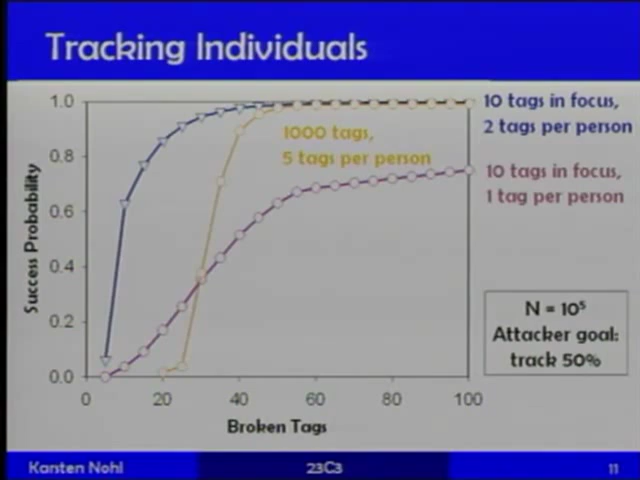 Tracking Individuals
10 tags in focus,
2 tags per person
1000 tags,
5 tags per person
10 tags in focus,
1 tag per person
Success Probability
1.0
0.8
0.6
0.4
0.2
0.0
0 20 40 60 80 100
Broken Tags
N = 10⁵
Attacker goal:
track 50%
Karsten Nohl 23C3 11